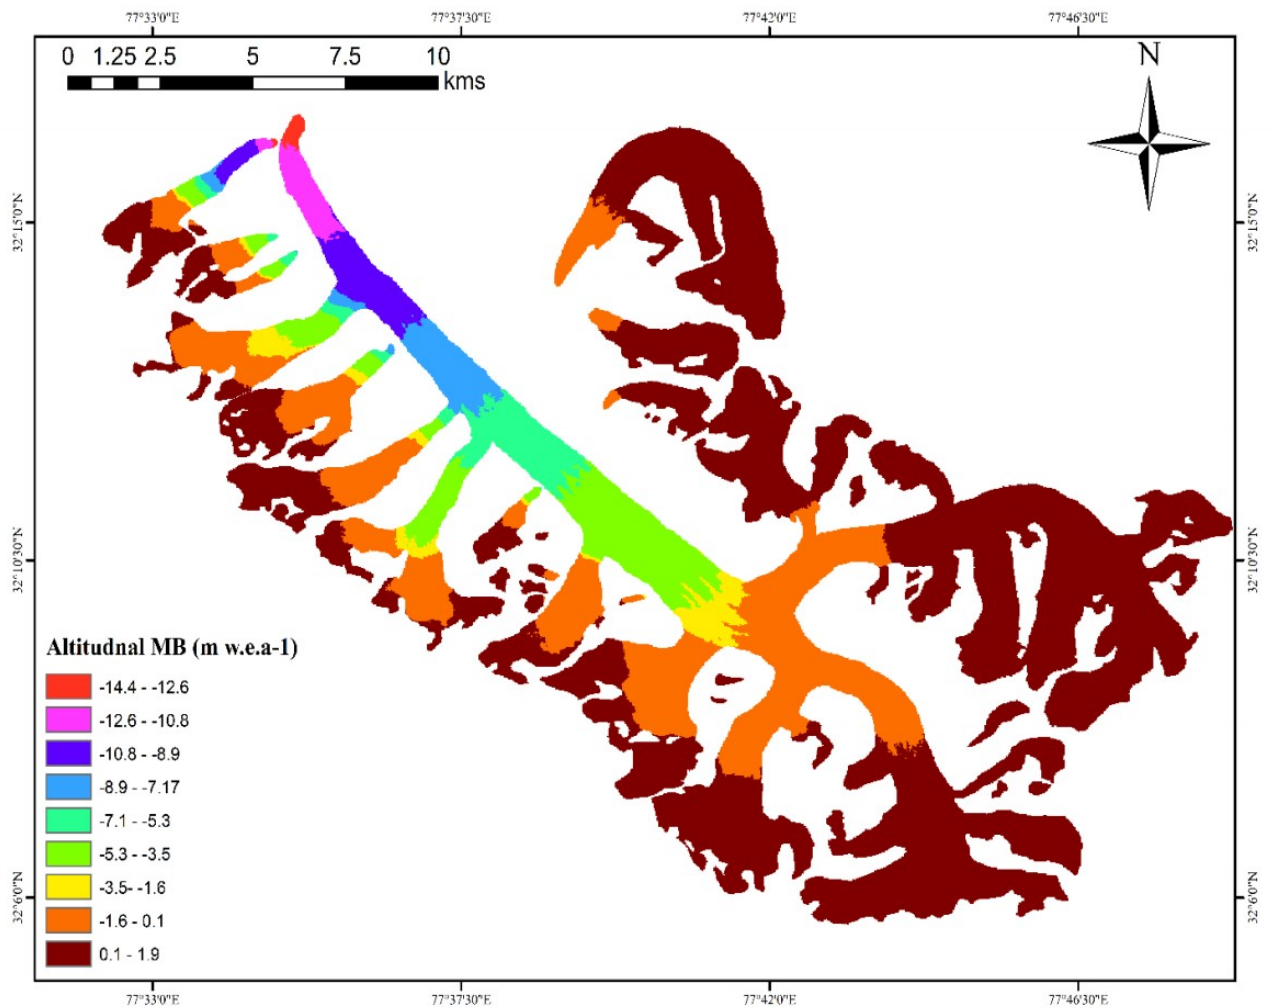 77°33'0"E 77°37'30"E 77°42'0"E 77°46'30"E
0 1.25 2.5 5 7.5 10
kms
N
32°15'0"N 32°15'0"N
32°10'30"N 32°10'30"N
Altitudnal MB (m w.e.a-1)
-14.4 - -12.6
-12.6 - -10.8
-10.8 - -8.9
-8.9 - -7.17
-7.1 - -5.3
-5.3 - -3.5
-3.5- -1.6
-1.6 - 0.1
0.1 - 1.9
32°6'0"N 32°6'0"N
77°33'0"E 77°37'30"E 77°42'0"E 77°46'30"E